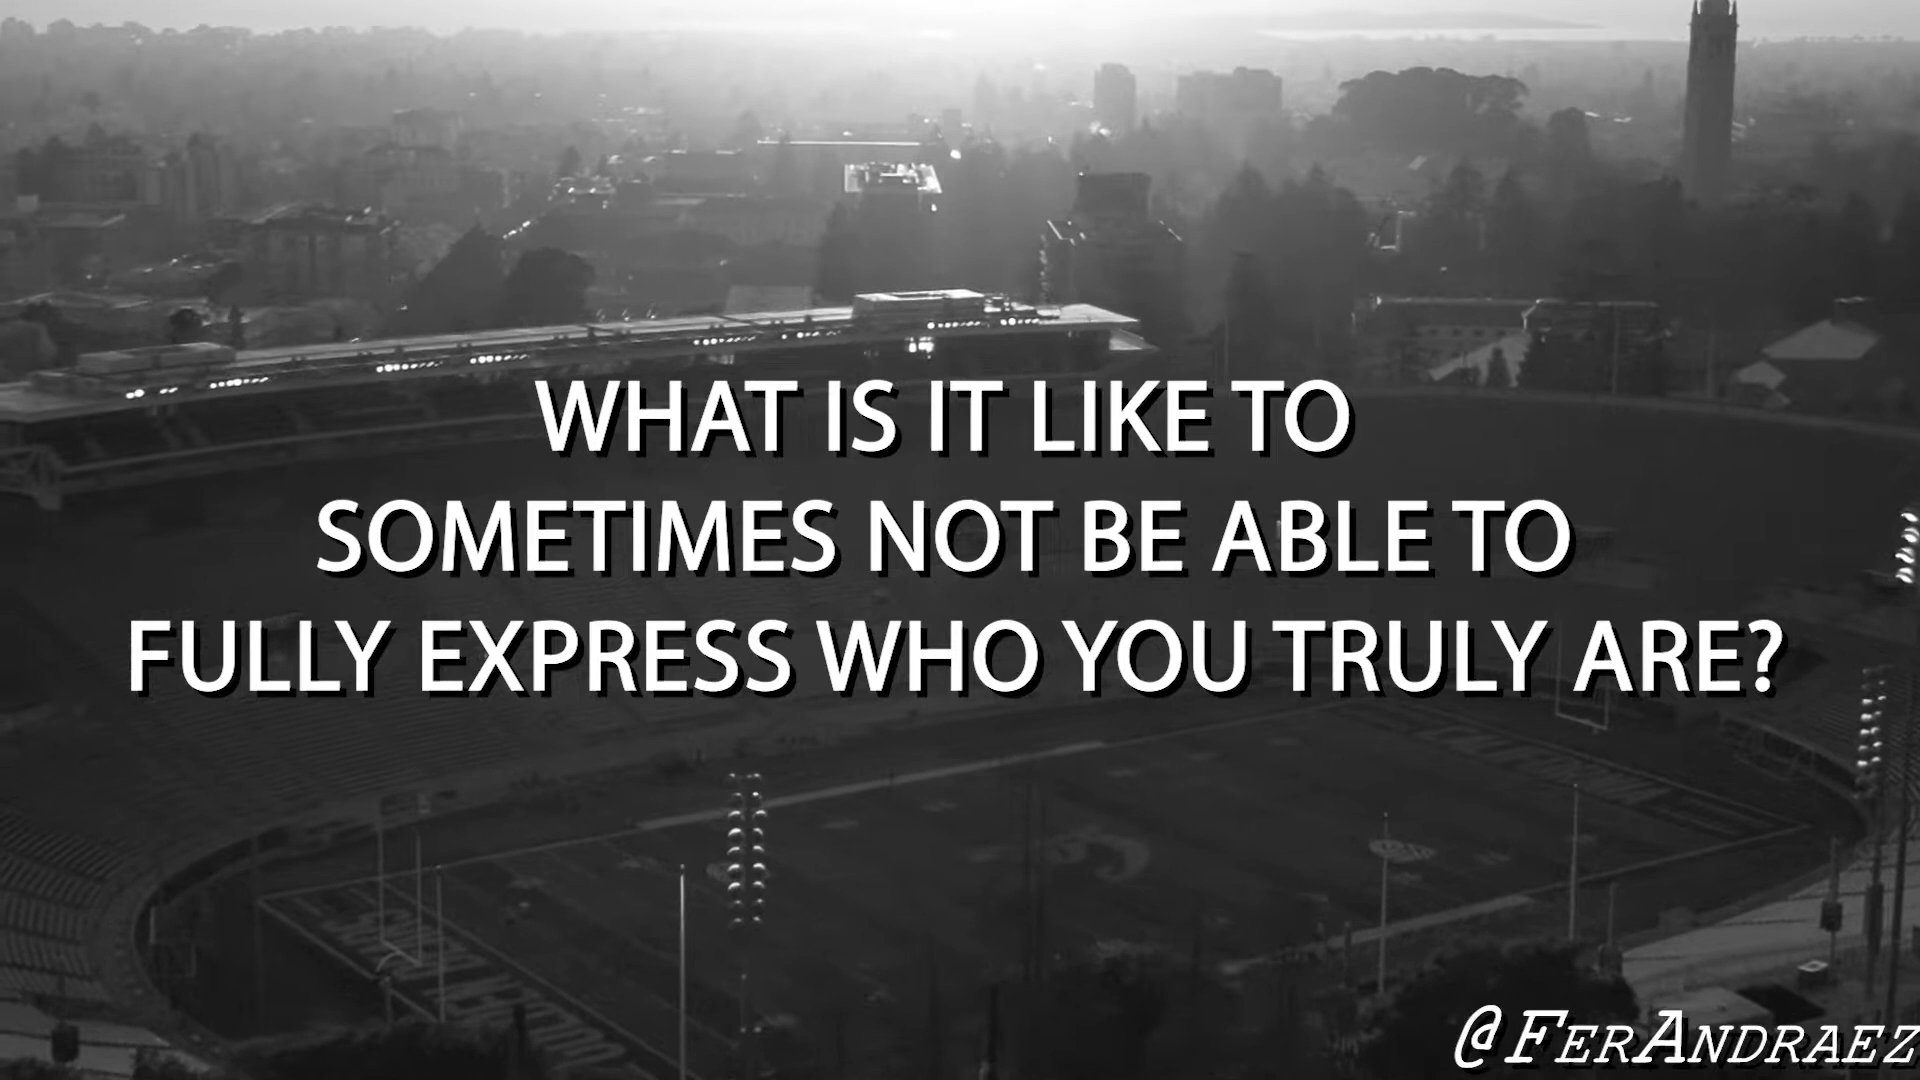 WHAT IS IT LIKE TO
SOMETIMES NOT BE ABLE TO
FULLY EXPRESS WHO YOU TRULY ARE?
@FERANDRAEZ